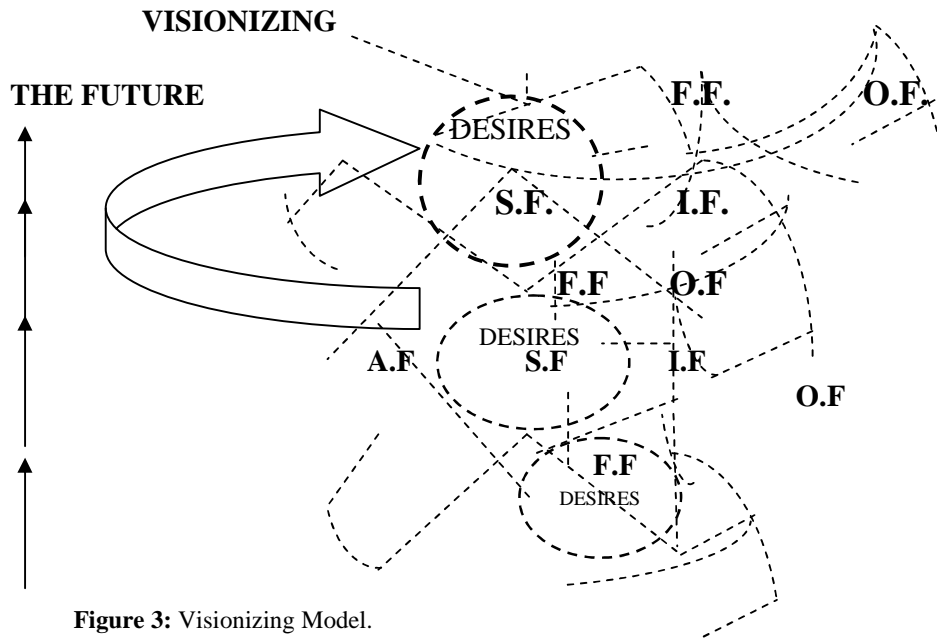 VISIONIZING
THE FUTURE
F.F.
O.F.
DESIRES
S.F.
I.F.
F.F
O.F
DESIRES
A.F
S.F
I.F
O.F
F.F
DESIRES
Figure 3: Visionizing Model.